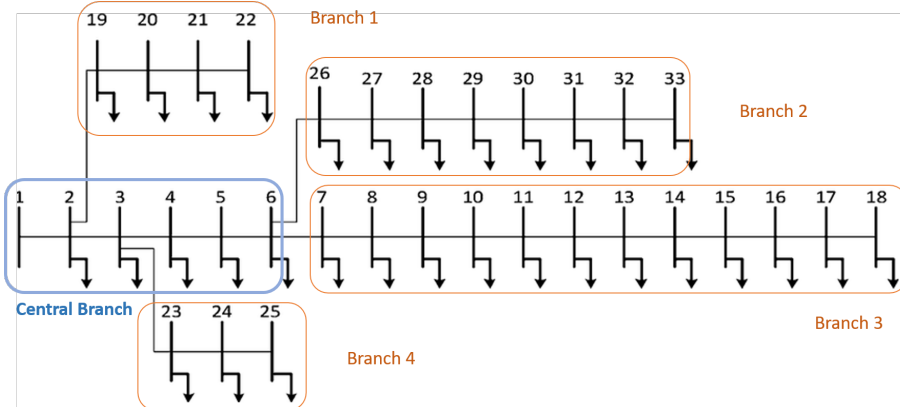 19 20 21 22
Branch 1
26 27 28 29 30 31 32 33
Branch 2
1 2 3 4 5 6 7 8 9 10 11 12 13 14 15 16 17 18
Central Branch
Branch 3
23 24 25
Branch 4